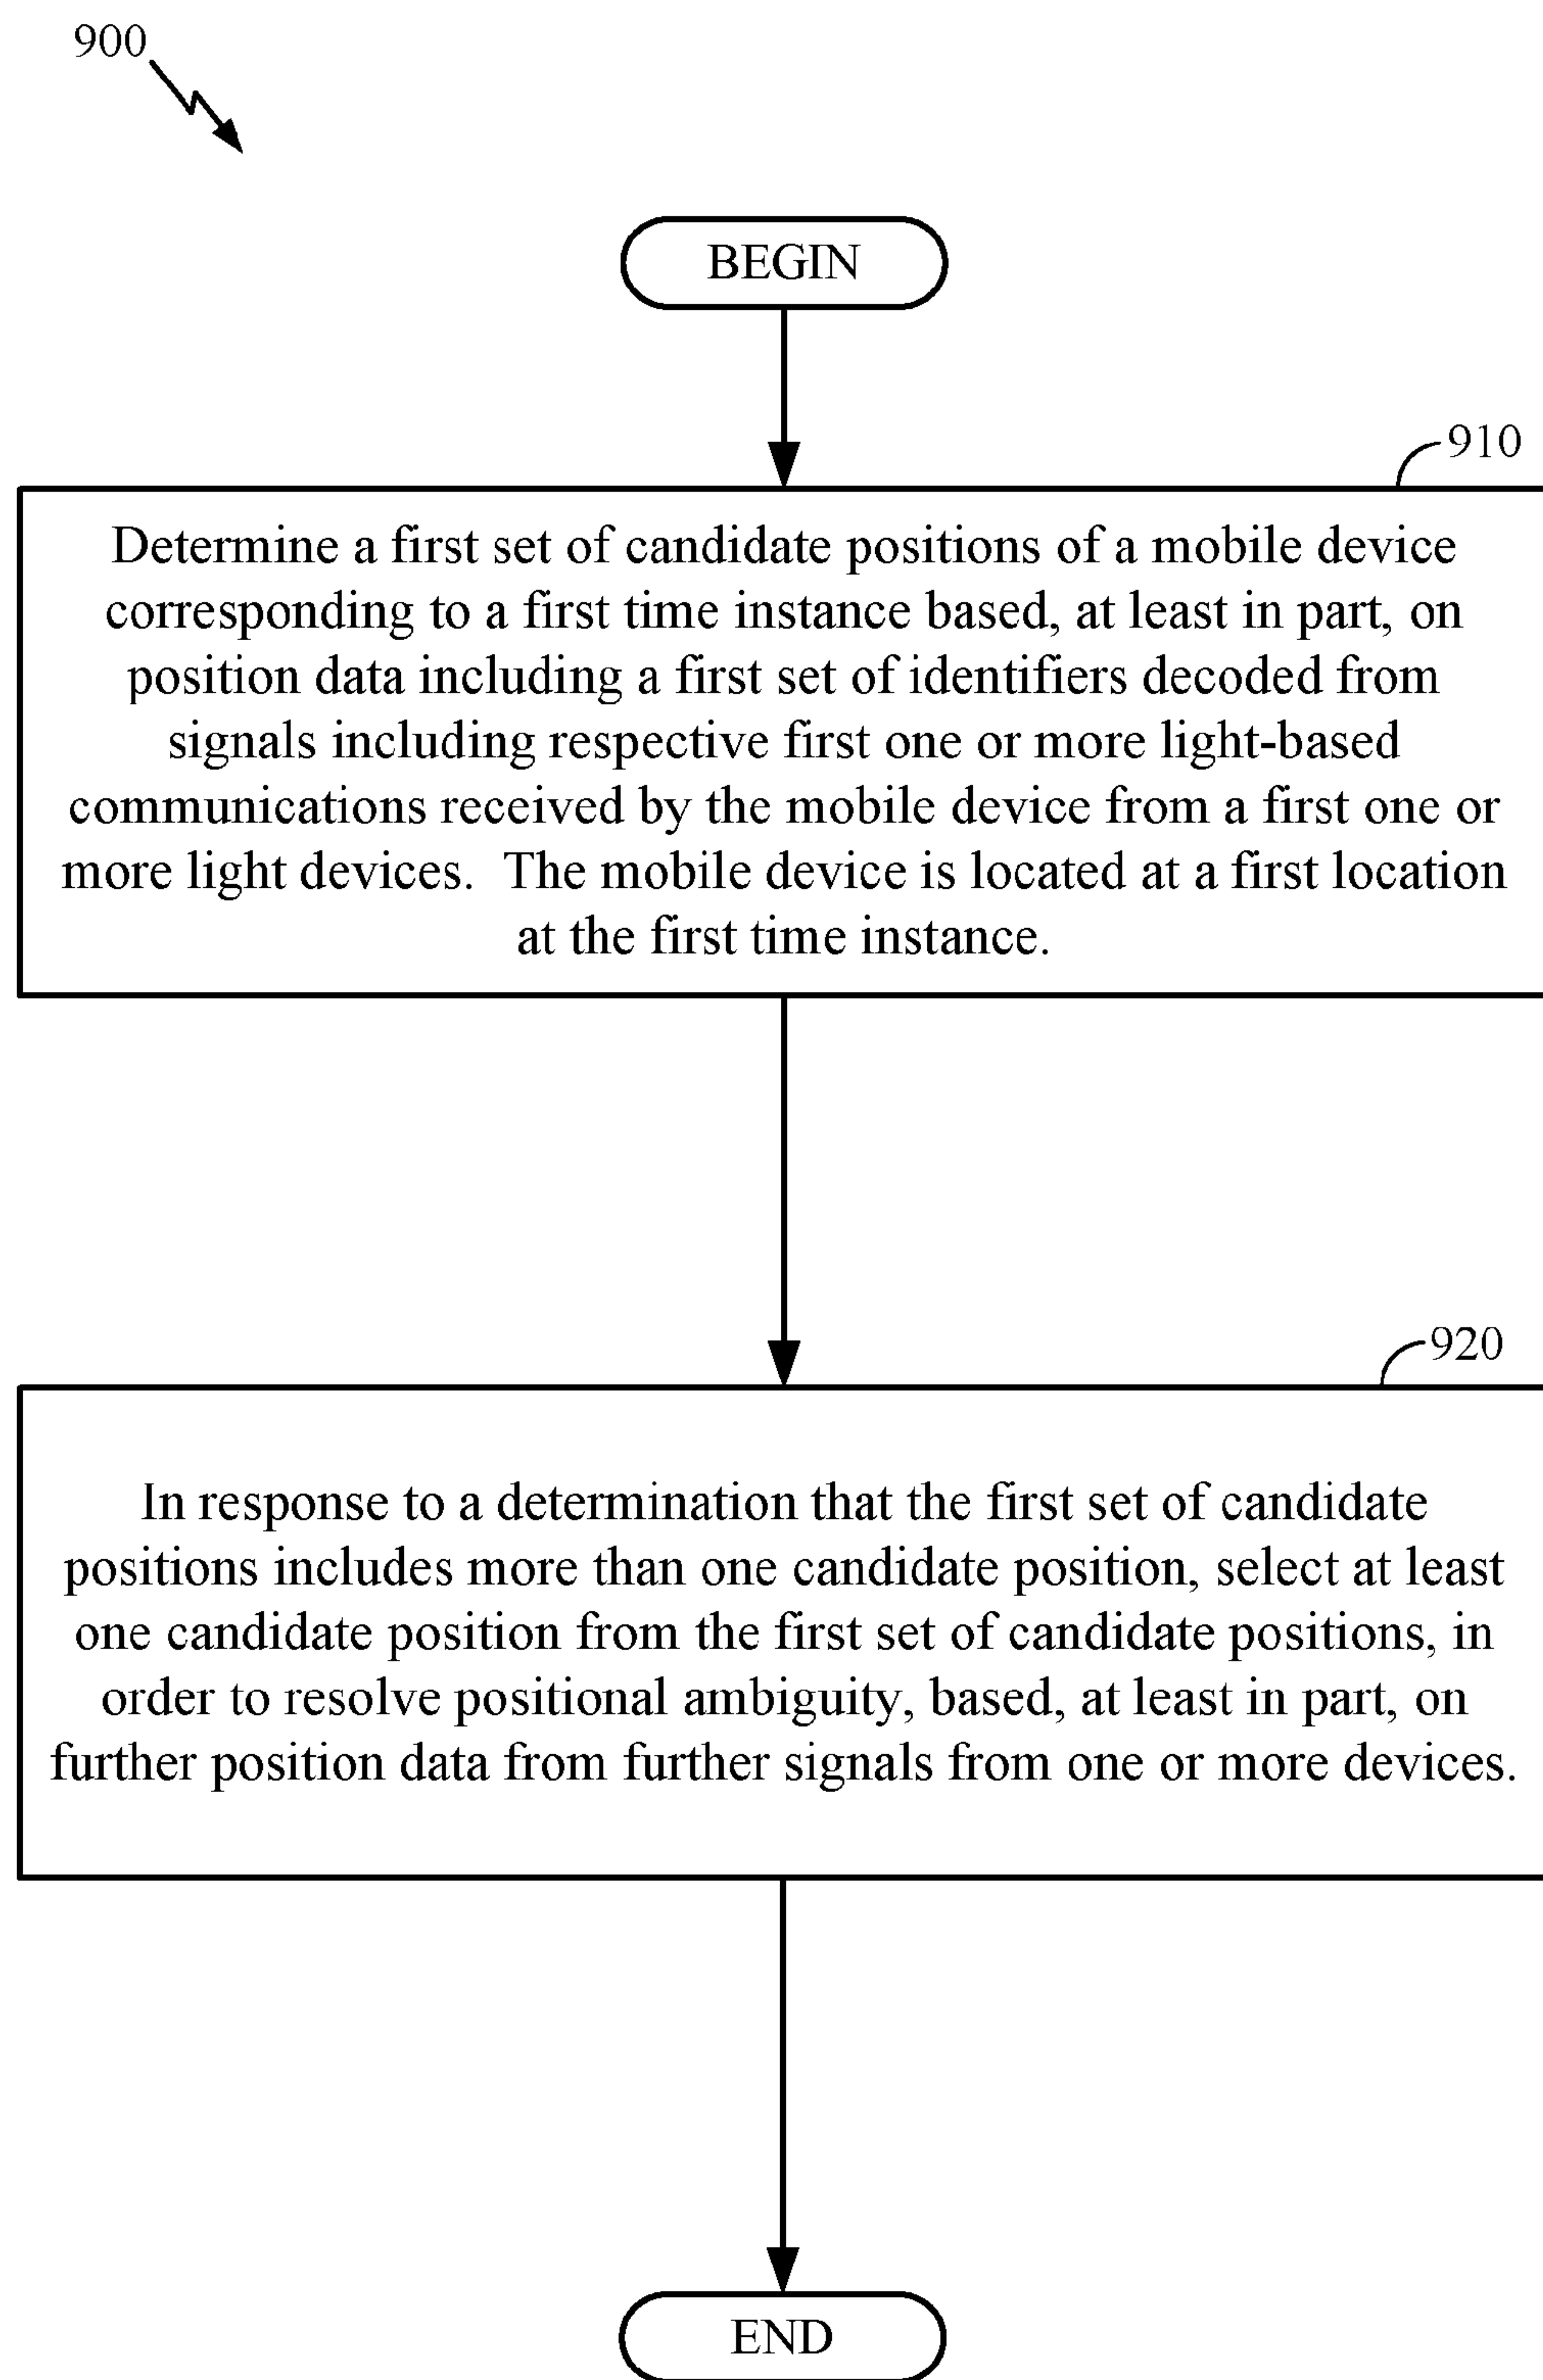 900
BEGIN
910
Determine a first set of candidate positions of a mobile device
corresponding to a first time instance based, at least in part, on
position data including a first set of identifiers decoded from
signals including respective first one or more light-based
communications received by the mobile device from a first one or
more light devices.  The mobile device is located at a first location
at the first time instance.
920
In response to a determination that the first set of candidate
positions includes more than one candidate position, select at least
one candidate position from the first set of candidate positions, in
order to resolve positional ambiguity, based, at least in part, on
further position data from further signals from one or more devices.
END